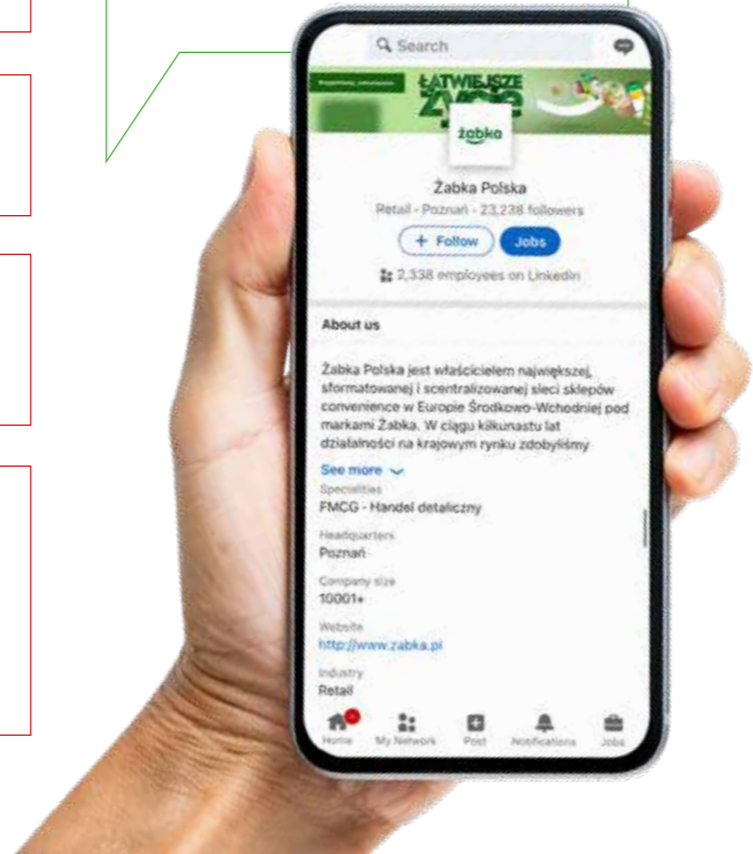 Search
ŁATWIEJSZE
żabka
Żabka Polska
Retail - Poznań - 23,238 followers
+ Follow
Jobs
2,338 employees on LinkedIn
About us
Żabka Polska jest właścicielem największej,
sformatowanej i scentralizowanej sieci sklepów
convenience w Europie Środkowo-Wchodniej pod
markami Żabka. W ciągu kilkunastu lat
działalności na krajowym rynku zdobyliśmy
See more
Specialities
FMCG - Handel detaliczny
Headquarters
Poznań
Company size
10001+
Website
http://www.zabka.pl
Industry
Retail
Home My Network Post Notifications Jobs